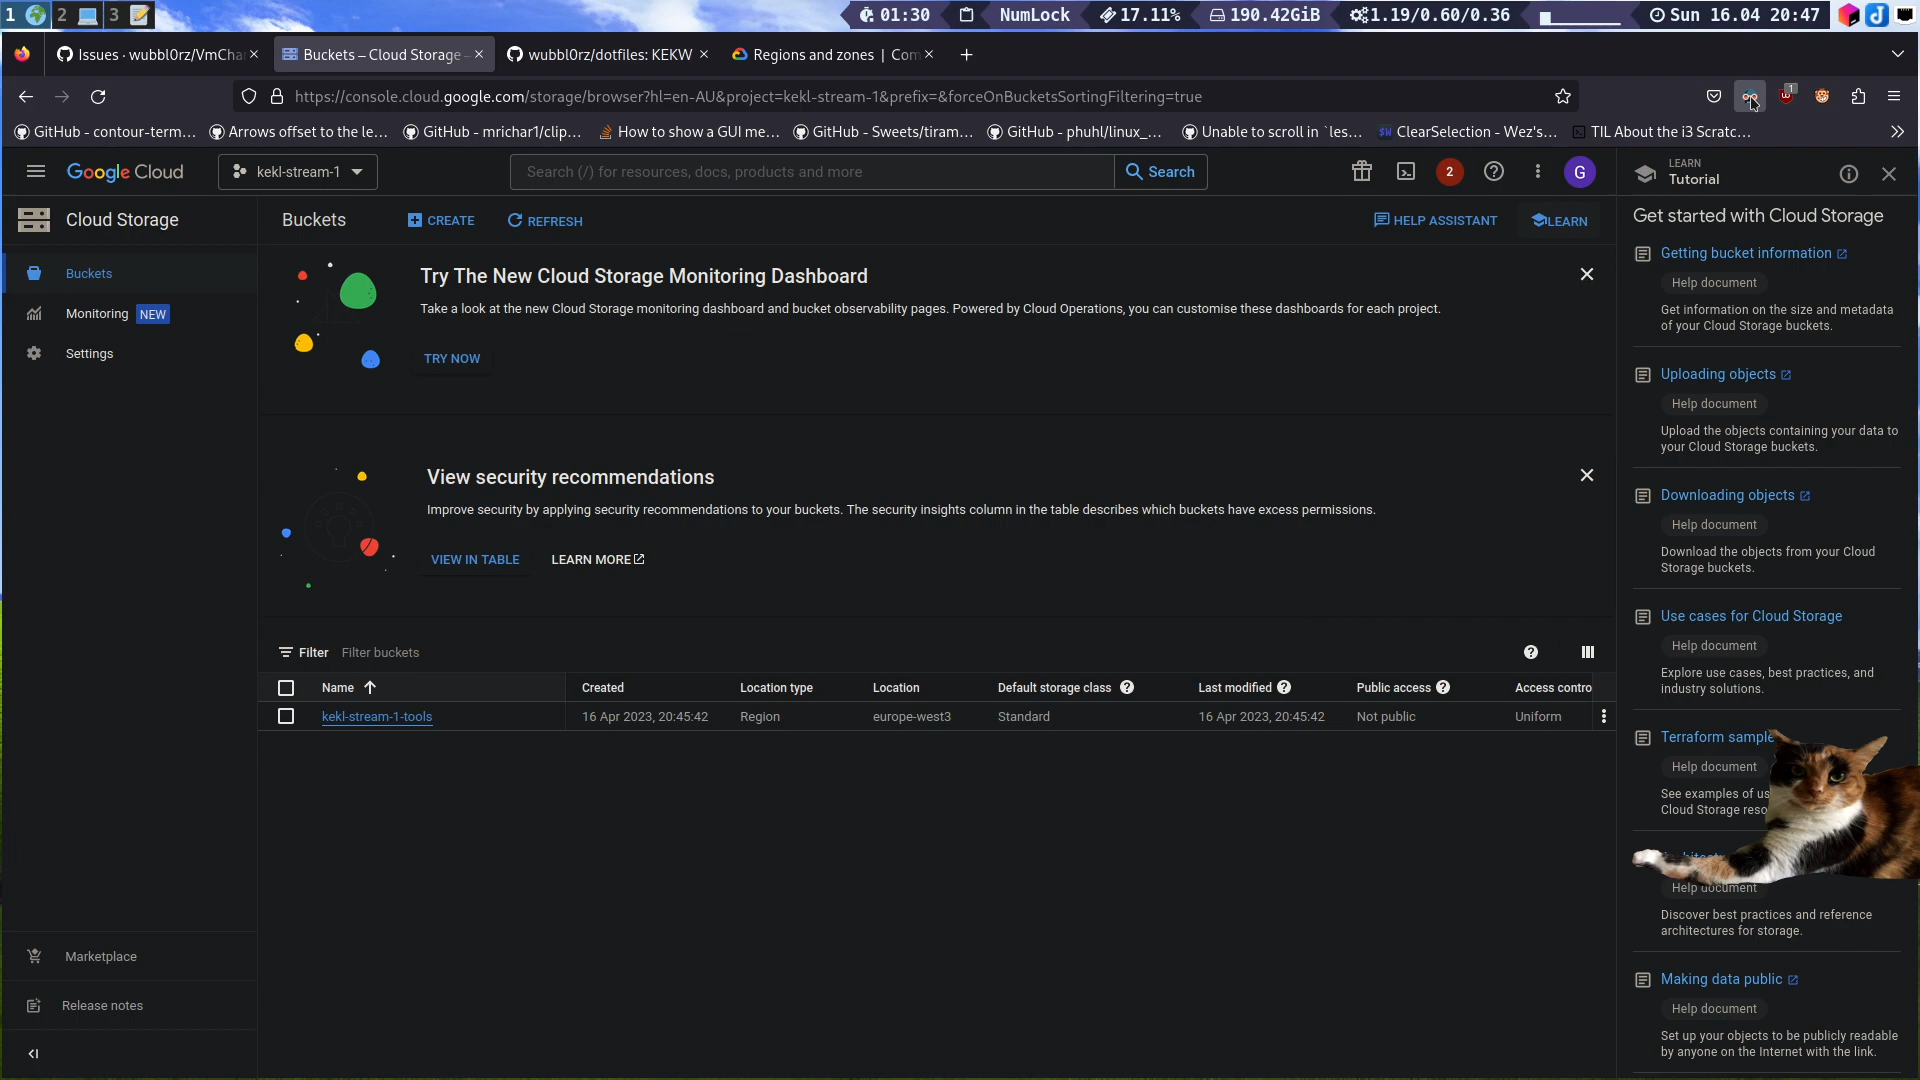 1 2 3 01:30 NumLock 17.11% 190.42GiB 1.19/0.60/0.36 Sun 16.04 20:47
Issues · wubbl0rz/VmCha Buckets – Cloud Storage – wubbl0rz/dotfiles: KEKW Regions and zones | Com
https://console.cloud.google.com/storage/browser?hl=en-AU&project=kekl-stream-1&prefix=&forceOnBucketsSortingFiltering=true
1
GitHub - contour-term... Arrows offset to the le... GitHub - mrichar1/clip... How to show a GUI me... GitHub - Sweets/tiram... GitHub - phuhl/linux_... Unable to scroll in `les... ClearSelection - Wez's... TIL About the i3 Scratc...
Google Cloud kekl-stream-1 Search (/) for resources, docs, products and more Search 2 G
LEARN
Tutorial
Cloud Storage
Buckets
Monitoring NEW
Settings
Marketplace
Release notes
Buckets CREATE REFRESH HELP ASSISTANT LEARN
Try The New Cloud Storage Monitoring Dashboard
Take a look at the new Cloud Storage monitoring dashboard and bucket observability pages. Powered by Cloud Operations, you can customise these dashboards for each project.
TRY NOW
View security recommendations
Improve security by applying security recommendations to your buckets. The security insights column in the table describes which buckets have excess permissions.
VIEW IN TABLE LEARN MORE
Filter Filter buckets
Name Created Location type Location Default storage class Last modified Public access Access contro
kekl-stream-1-tools 16 Apr 2023, 20:45:42 Region europe-west3 Standard 16 Apr 2023, 20:45:42 Not public Uniform
Get started with Cloud Storage
Getting bucket information
Help document
Get information on the size and metadata
of your Cloud Storage buckets.
Uploading objects
Help document
Upload the objects containing your data to
your Cloud Storage buckets.
Downloading objects
Help document
Download the objects from your Cloud
Storage buckets.
Use cases for Cloud Storage
Help document
Explore use cases, best practices, and
industry solutions.
Terraform sample
Help document
See examples of us
Cloud Storage reso
Help document
Discover best practices and reference
architectures for storage.
Making data public
Help document
Set up your objects to be publicly readable
by anyone on the Internet with the link.